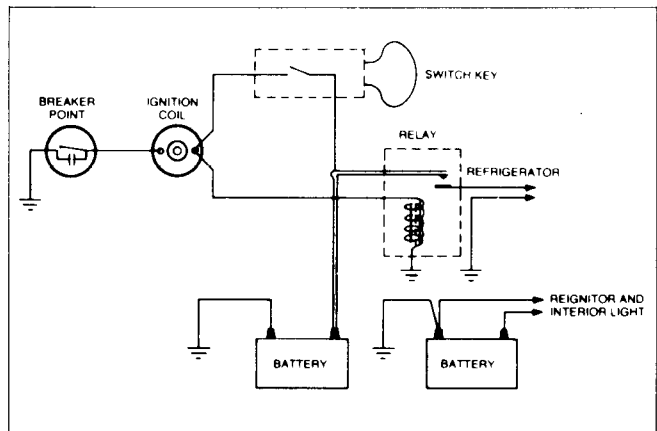 SWITCH KEY
BREAKER
POINT
IGNITION
COIL
RELAY
REFRIGERATOR
REIGNITOR AND
INTERIOR LIGHT
BATTERY
BATTERY